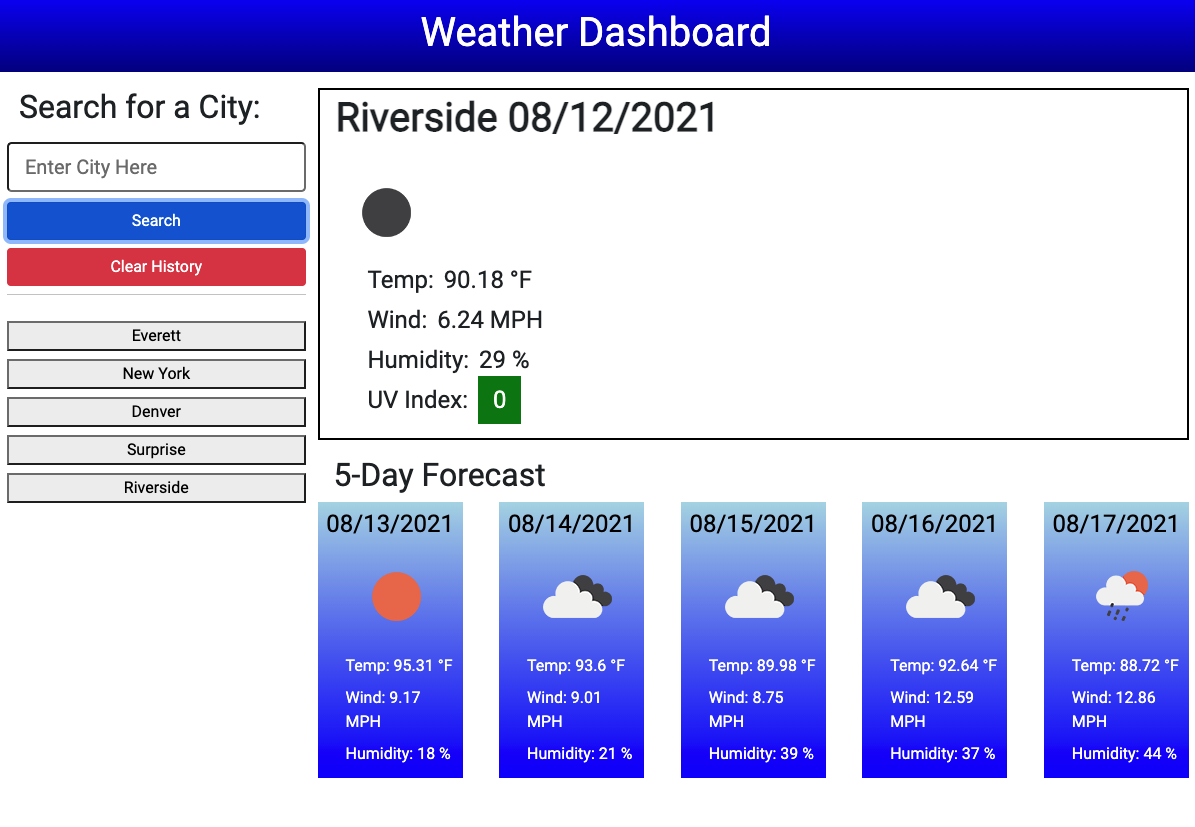 Weather Dashboard
Search for a City:
Enter City Here
Search
Clear History
Everett
New York
Denver
Surprise
Riverside
Riverside 08/12/2021
Temp: 90.18 °F
Wind: 6.24 MPH
Humidity: 29 %
UV Index: 0
5-Day Forecast
08/13/2021
Temp: 95.31 °F
Wind: 9.17
MPH
Humidity: 18 %
08/14/2021
Temp: 93.6 °F
Wind: 9.01
MPH
Humidity: 21 %
08/15/2021
Temp: 89.98 °F
Wind: 8.75
MPH
Humidity: 39 %
08/16/2021
Temp: 92.64 °F
Wind: 12.59
MPH
Humidity: 37 %
08/17/2021
Temp: 88.72 °F
Wind: 12.86
MPH
Humidity: 44 %